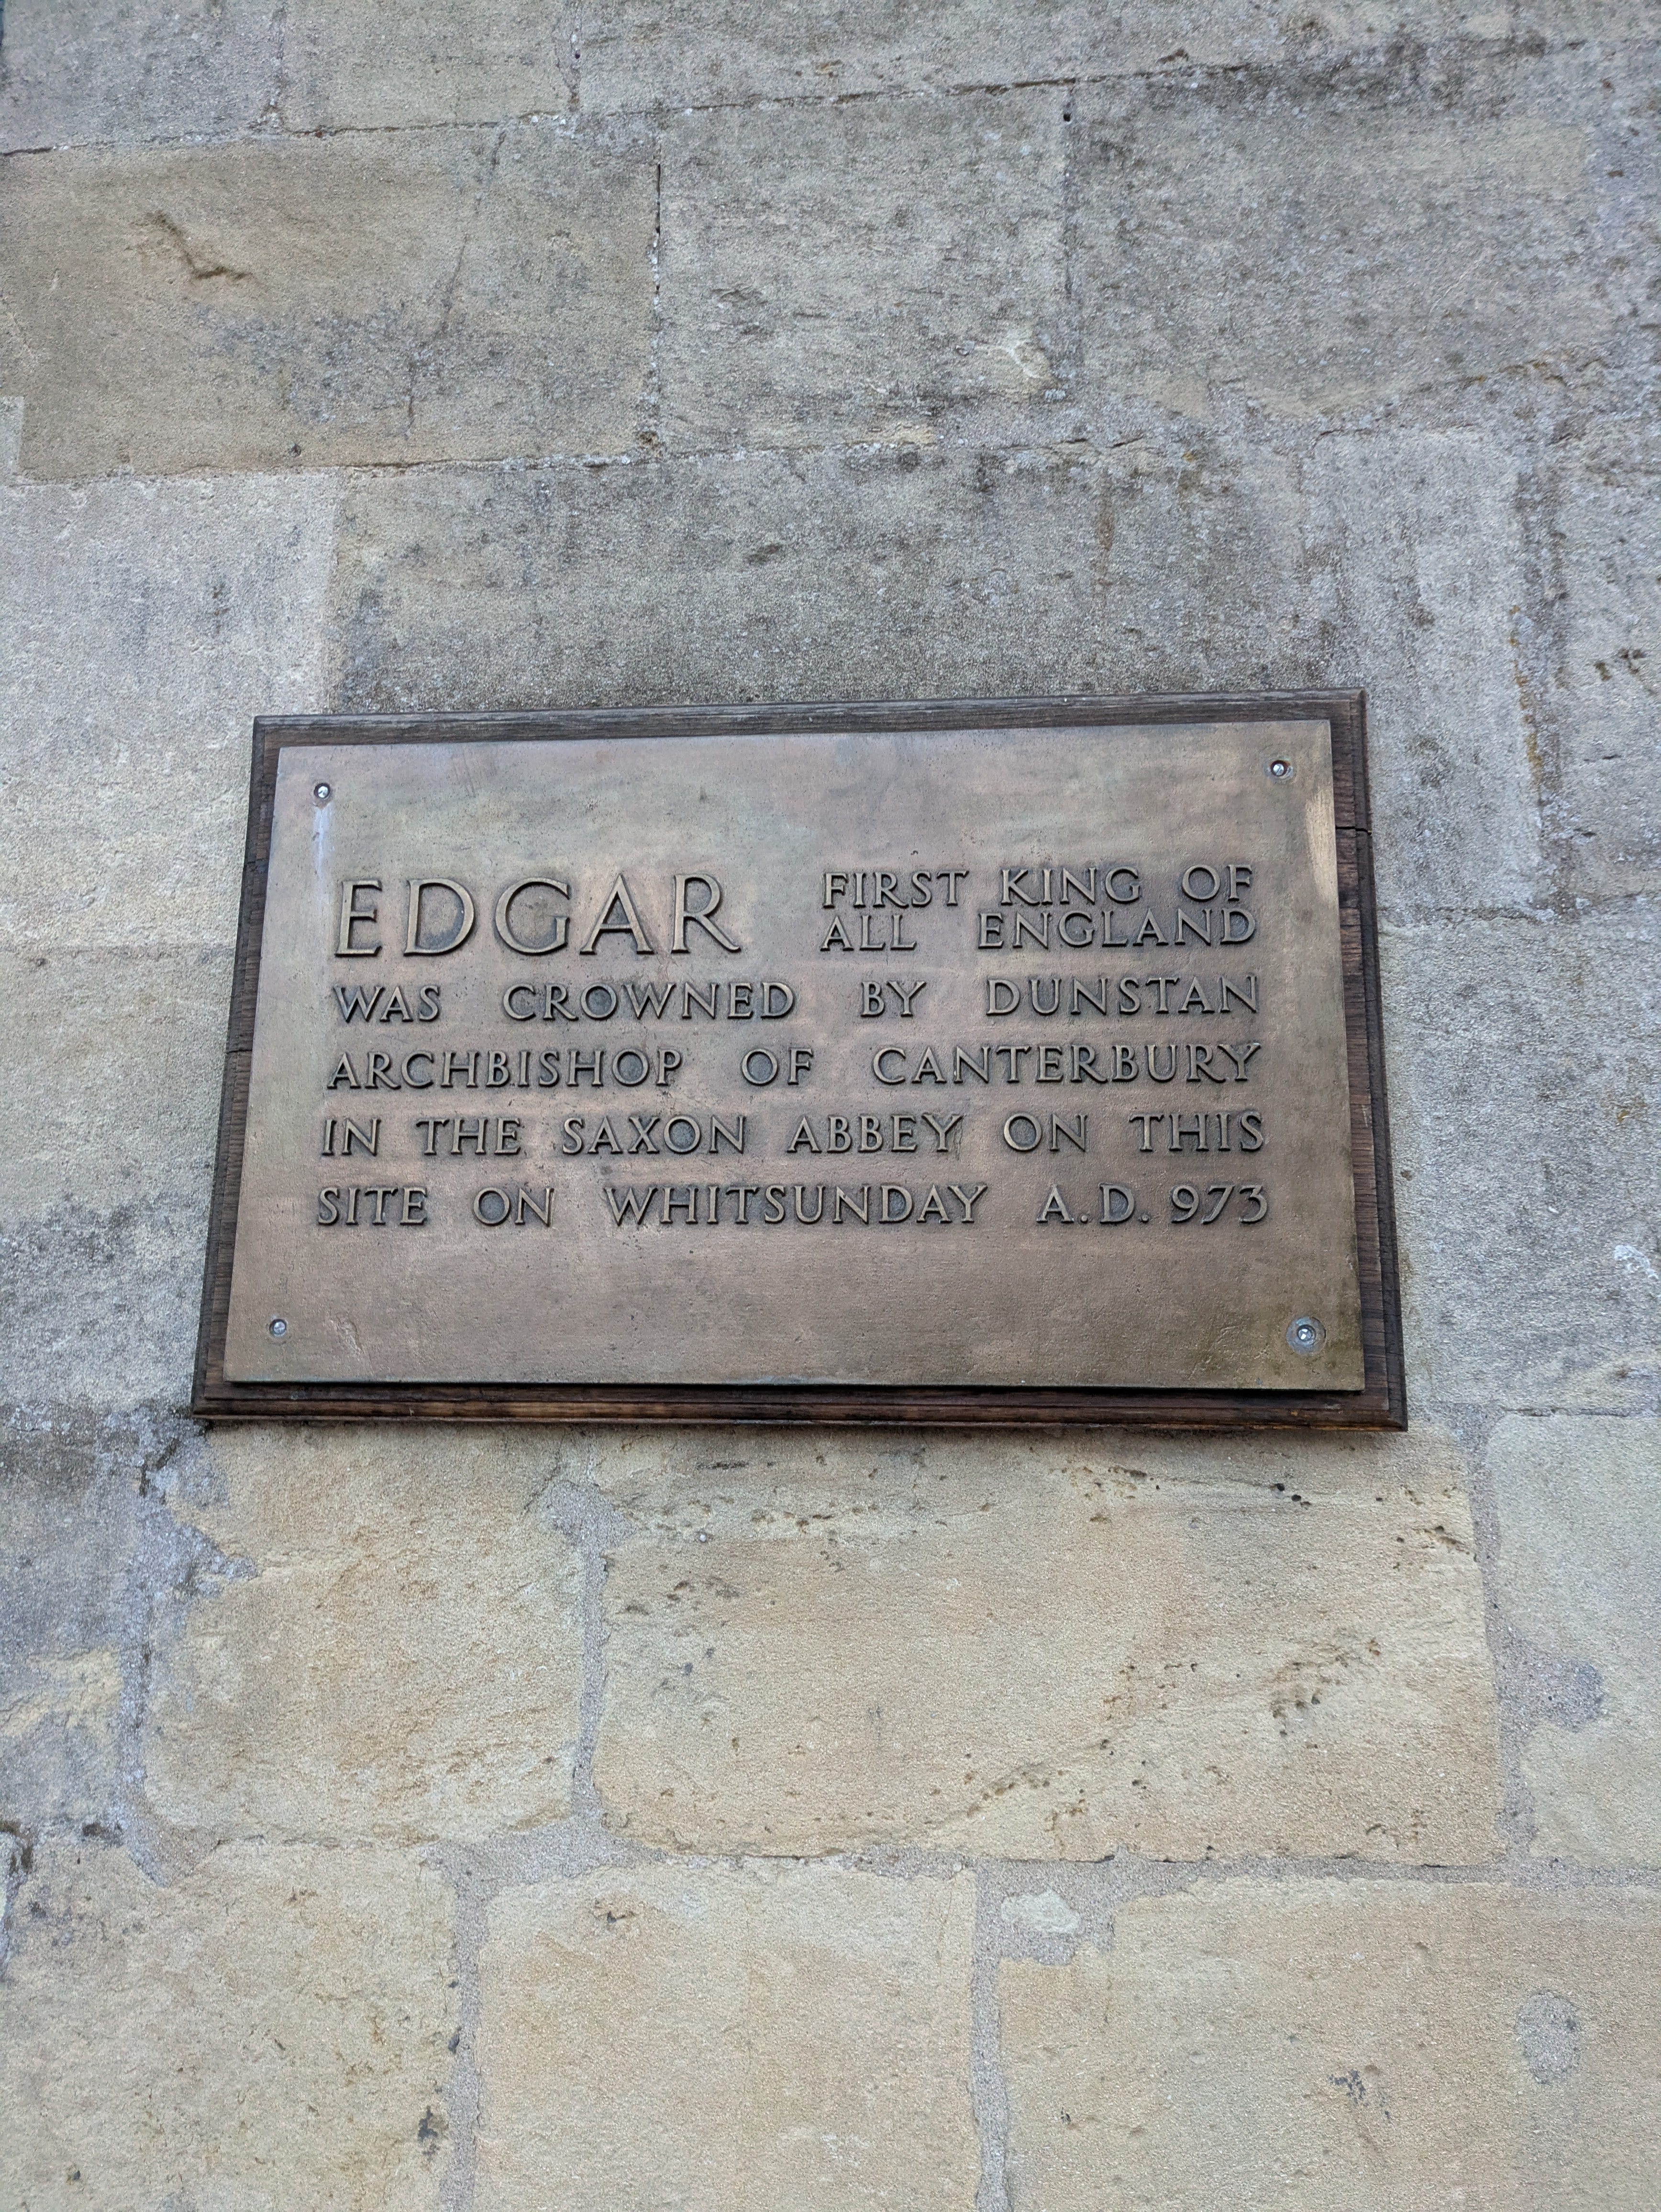 EDGAR FIRST KING OF
ALL ENGLAND
WAS CROWNED BY DUNSTAN
ARCHBISHOP OF CANTERBURY
IN THE SAXON ABBEY ON THIS
SITE ON WHITSUNDAY A.D. 973